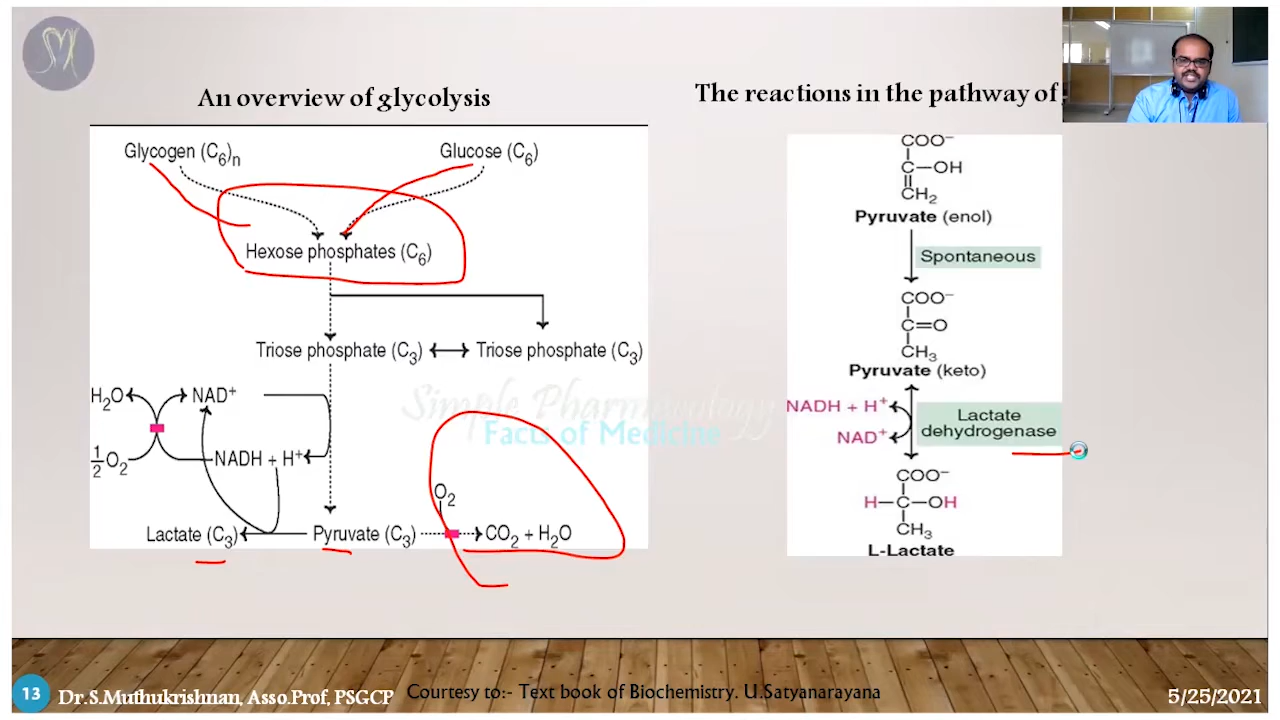 An overview of glycolysis
Glycogen (C6)n
Glucose (C6)
Hexose phosphates (C6)
Triose phosphate (C3)
Triose phosphate (C3)
H2O
NAD+
1/2O2
NADH + H+
O2
Lactate (C3)
Pyruvate (C3)
CO2 + H2O
The reactions in the pathway of
COO-
C-OH
CH2
Pyruvate (enol)
Spontaneous
COO-
C=O
CH3
Pyruvate (keto)
NADH + H+
NAD+
Lactate
dehydrogenase
COO-
H-C-OH
CH3
L-Lactate
Simple Pharmacology
Facts of Medicine
13
Dr.S.Muthukrishnan, Asso.Prof, PSGCP
Courtesy to:- Text book of Biochemistry. U.Satyanarayana
5/25/2021